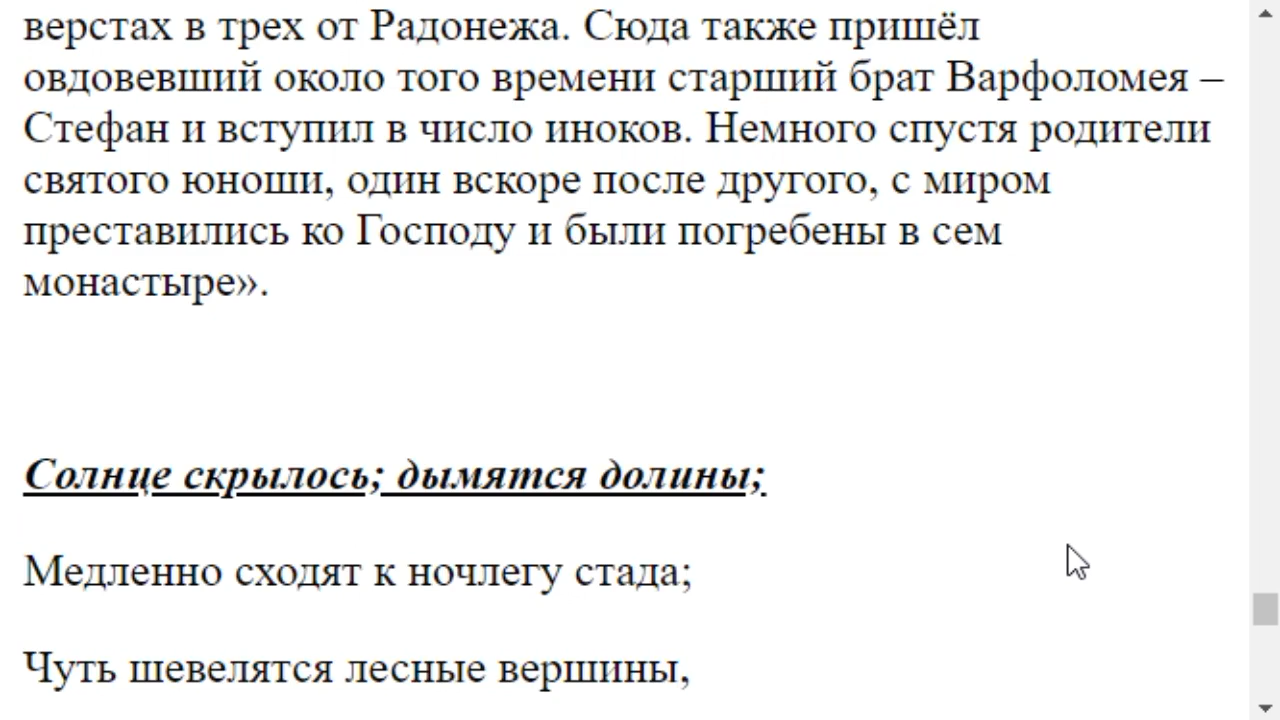 верстах в трех от Радонежа. Сюда также пришёл
овдовевший около того времени старший брат Варфоломея –
Стефан и вступил в число иноков. Немного спустя родители
святого юноши, один вскоре после другого, с миром
преставились ко Господу и были погребены в сем
монастыре».
Солнце скрылось; дымятся долины;
Медленно сходят к ночлегу стада;
Чуть шевелятся лесные вершины,